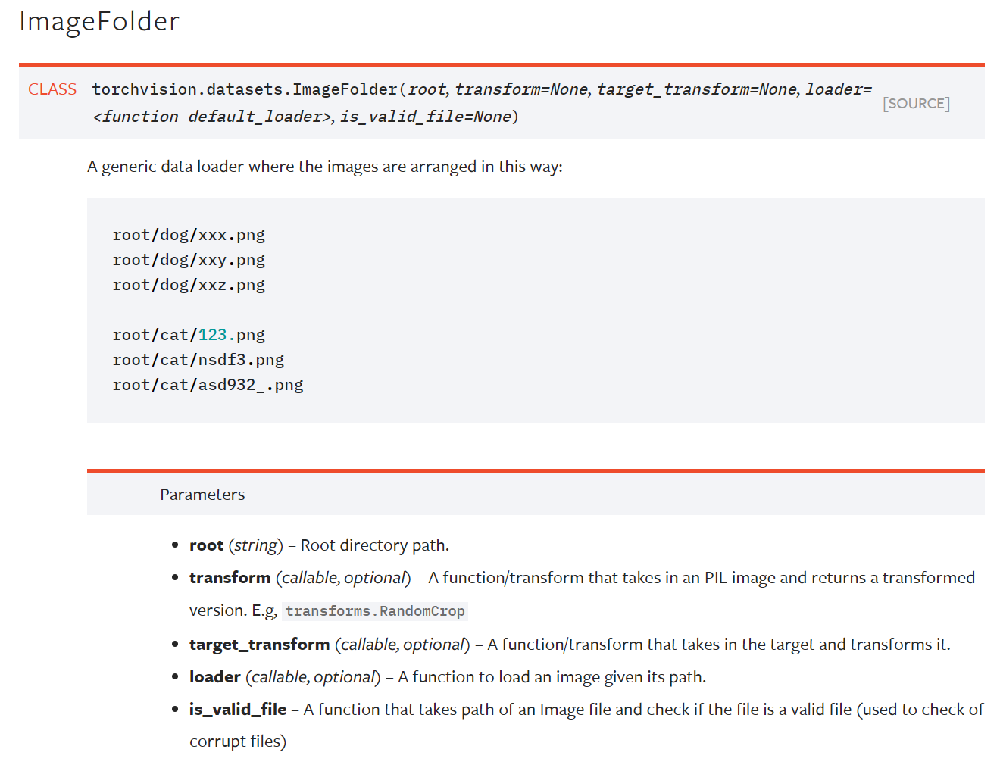 ImageFolder
CLASS torchvision.datasets.ImageFolder(root, transform=None, target_transform=None, loader=
<function default_loader>, is_valid_file=None)
[SOURCE]
A generic data loader where the images are arranged in this way:
root/dog/xxx.png
root/dog/xxy.png
root/dog/xxz.png
root/cat/123.png
root/cat/nsdf3.png
root/cat/asd932_.png
Parameters
• root (string) – Root directory path.
• transform (callable, optional) – A function/transform that takes in an PIL image and returns a transformed
version. E.g, transforms.RandomCrop
• target_transform (callable, optional) – A function/transform that takes in the target and transforms it.
• loader (callable, optional) – A function to load an image given its path.
• is_valid_file – A function that takes path of an Image file and check if the file is a valid file (used to check of
corrupt files)